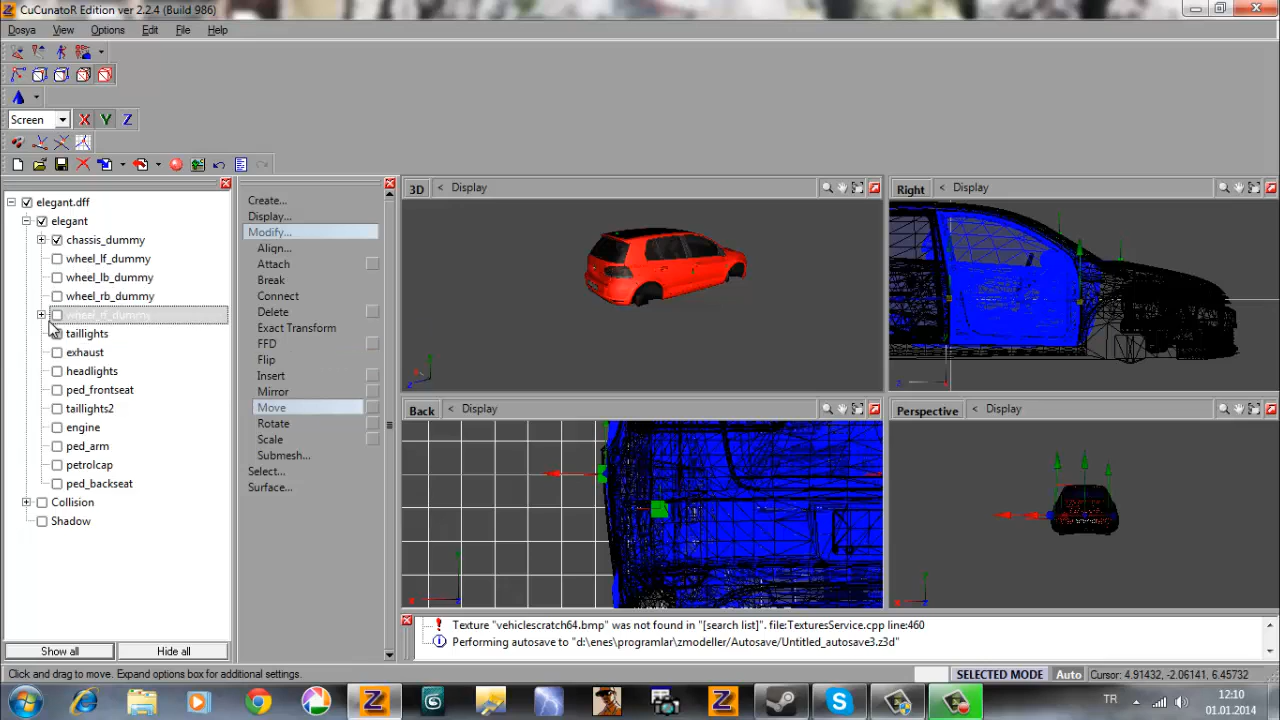 CuCunatoR Edition ver 2.2.4 (Build 986)
Dosya View Options Edit File Help
Screen X Y Z
elegant.dff
elegant
chassis_dummy
wheel_lf_dummy
wheel_lb_dummy
wheel_rb_dummy
wheel_rf_dummy
taillights
exhaust
headlights
ped_frontseat
taillights2
engine
ped_arm
petrolcap
ped_backseat
Collision
Shadow
Show all Hide all
Create...
Display...
Modify...
Align...
Attach
Break
Connect
Delete
Exact Transform
FFD
Flip
Insert
Mirror
Move
Rotate
Scale
Submesh...
Select...
Surface...
3D < Display
Right < Display
Back < Display
Perspective < Display
Texture "vehiclescratch64.bmp" was not found in "[search list]". file:TexturesService.cpp line:460
Performing autosave to "d:\enes\programlar\zmodeller/Autosave/Untitled_autosave3.z3d"
Click and drag to move. Expand options box for additional settings. SELECTED MODE Auto Cursor: 4.91432, -2.06141, 6.45732
TR 12:10
01.01.2014